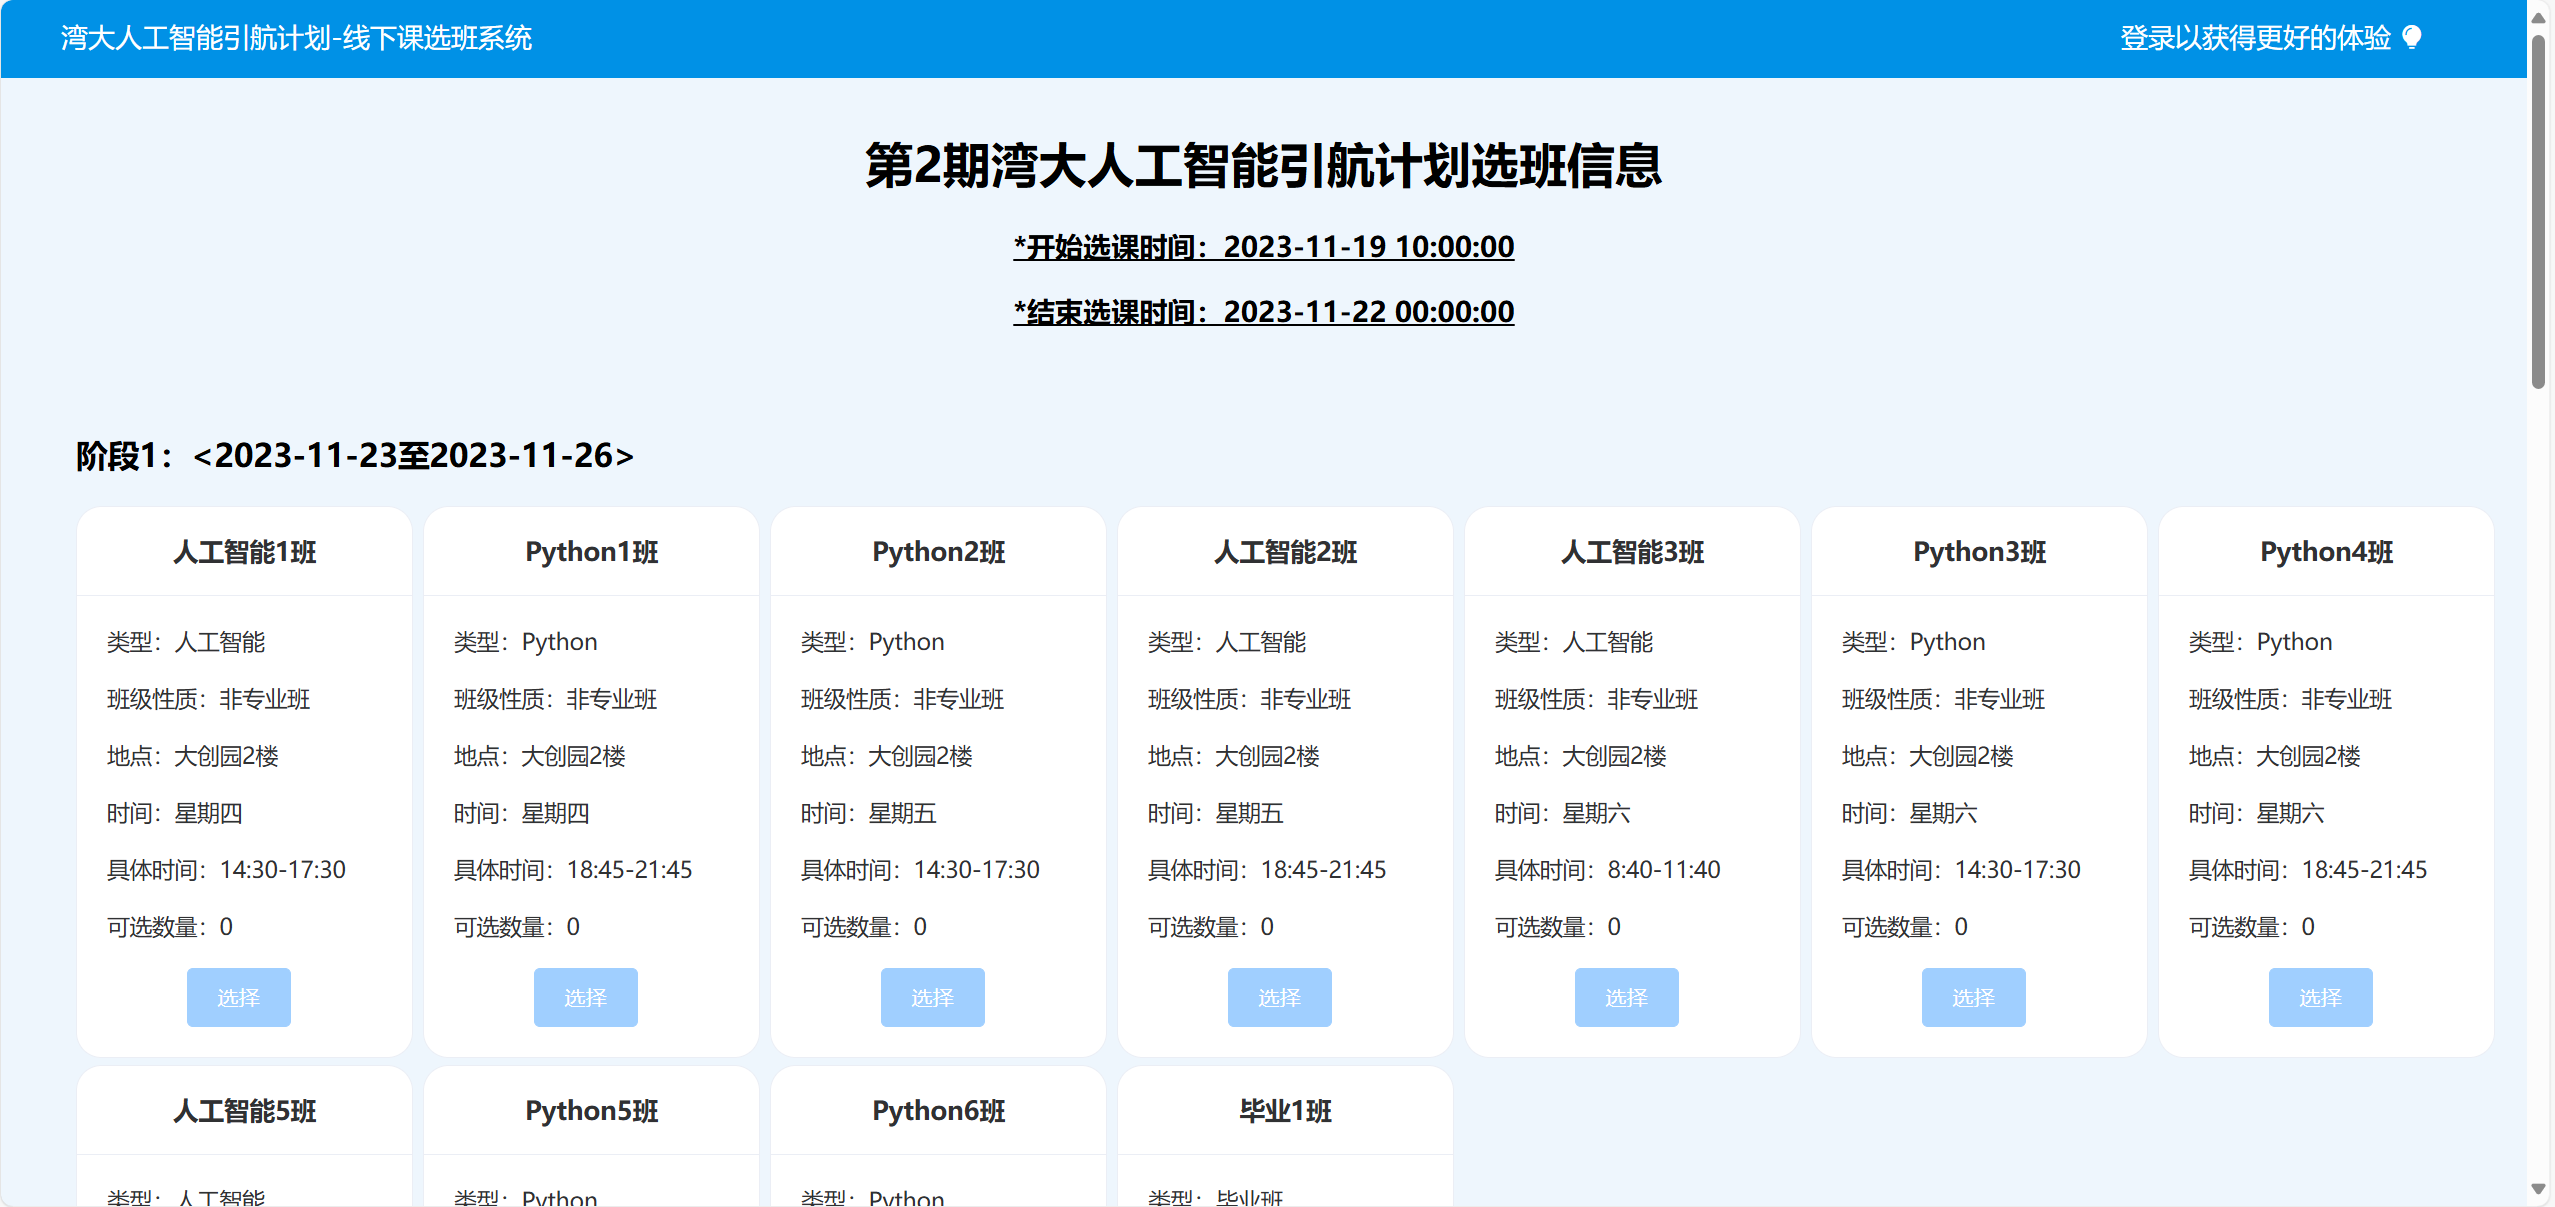 湾大人工智能引航计划-线下课选班系统
登录以获得更好的体验
第2期湾大人工智能引航计划选班信息
*开始选课时间：2023-11-19 10:00:00
*结束选课时间：2023-11-22 00:00:00
阶段1：<2023-11-23至2023-11-26>
人工智能1班
类型：人工智能
班级性质：非专业班
地点：大创园2楼
时间：星期四
具体时间：14:30-17:30
可选数量：0
选择
Python1班
类型：Python
班级性质：非专业班
地点：大创园2楼
时间：星期四
具体时间：18:45-21:45
可选数量：0
选择
Python2班
类型：Python
班级性质：非专业班
地点：大创园2楼
时间：星期五
具体时间：14:30-17:30
可选数量：0
选择
人工智能2班
类型：人工智能
班级性质：非专业班
地点：大创园2楼
时间：星期五
具体时间：18:45-21:45
可选数量：0
选择
人工智能3班
类型：人工智能
班级性质：非专业班
地点：大创园2楼
时间：星期六
具体时间：8:40-11:40
可选数量：0
选择
Python3班
类型：Python
班级性质：非专业班
地点：大创园2楼
时间：星期六
具体时间：14:30-17:30
可选数量：0
选择
Python4班
类型：Python
班级性质：非专业班
地点：大创园2楼
时间：星期六
具体时间：18:45-21:45
可选数量：0
选择
人工智能5班
类型：人工智能
Python5班
类型：Python
Python6班
类型：Python
毕业1班
类型：毕业班